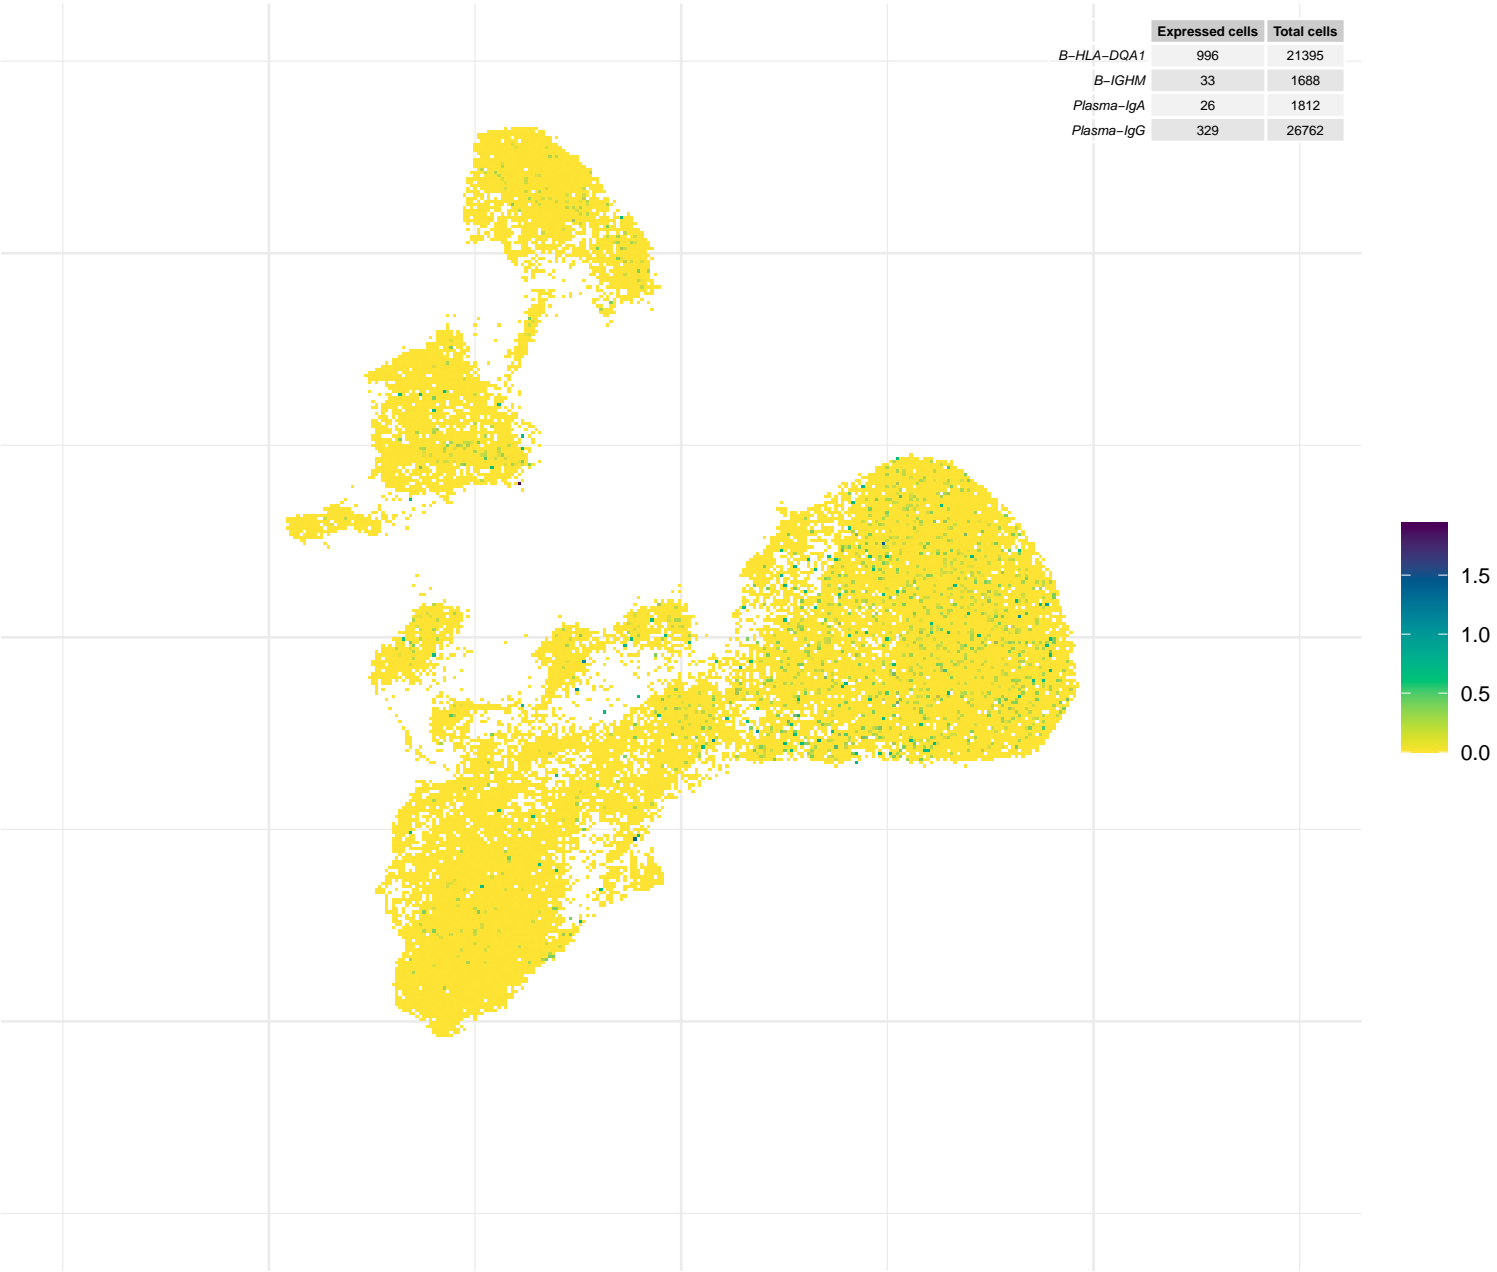 Expressed cells Total cells
B−HLA−DQA1 996 21395
B−IGHM 33 1688
Plasma−IgA 26 1812
Plasma−IgG 329 26762
1.5
1.0
0.5
0.0